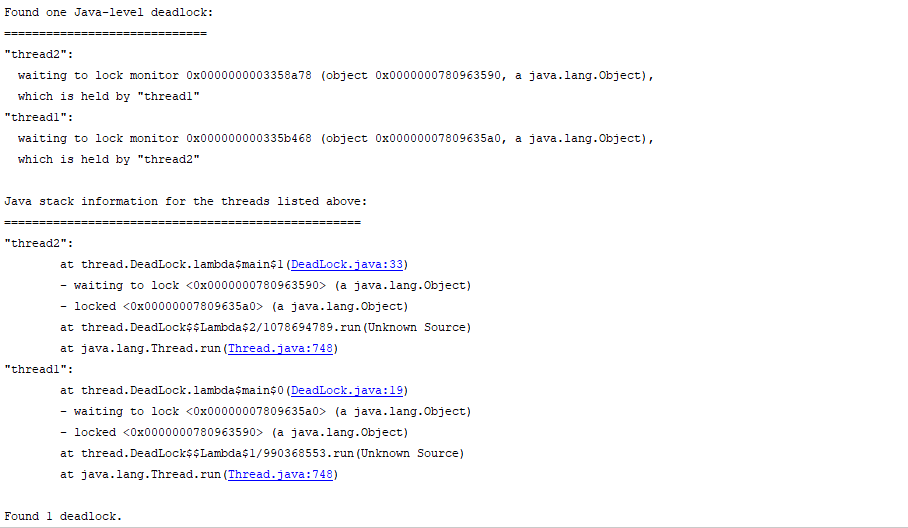 Found one Java-level deadlock:
=============================
"thread2":
  waiting to lock monitor 0x0000000003358a78 (object 0x0000000780963590, a java.lang.Object),
  which is held by "thread1"
"thread1":
  waiting to lock monitor 0x000000000335b468 (object 0x00000007809635a0, a java.lang.Object),
  which is held by "thread2"

Java stack information for the threads listed above:
===================================================
"thread2":
        at thread.DeadLock.lambda$main$1(DeadLock.java:33)
        - waiting to lock <0x0000000780963590> (a java.lang.Object)
        - locked <0x00000007809635a0> (a java.lang.Object)
        at thread.DeadLock$$Lambda$2/1078694789.run(Unknown Source)
        at java.lang.Thread.run(Thread.java:748)
"thread1":
        at thread.DeadLock.lambda$main$0(DeadLock.java:19)
        - waiting to lock <0x00000007809635a0> (a java.lang.Object)
        - locked <0x0000000780963590> (a java.lang.Object)
        at thread.DeadLock$$Lambda$1/990368553.run(Unknown Source)
        at java.lang.Thread.run(Thread.java:748)

Found 1 deadlock.